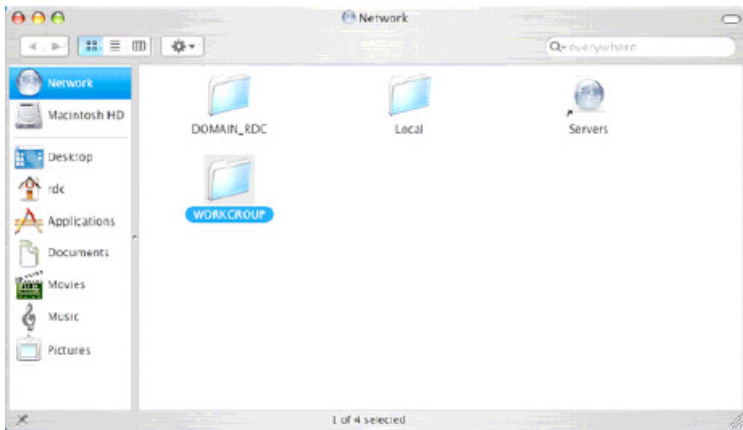 Network
everywhere
Network
Macintosh HD
Desktop
rdc
Applications
Documents
Movies
Music
Pictures
DOMAIN_RDC
Local
Servers
WORKGROUP
1 of 4 selected